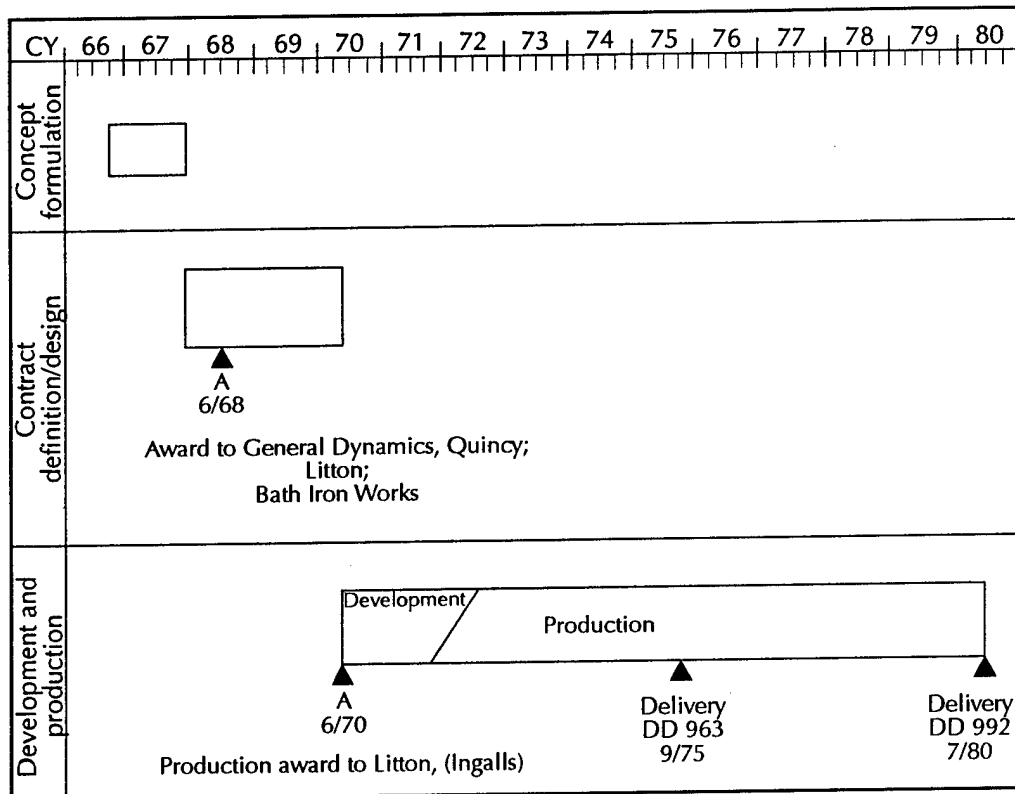 CY 66 67 68 69 70 71 72 73 74 75 76 77 78 79 80
Concept
formulation
Contract
definition/design
A
6/68
Award to General Dynamics, Quincy;
Litton;
Bath Iron Works
Development and
production
Development
Production
A
6/70
Production award to Litton, (Ingalls)
Delivery
DD 963
9/75
Delivery
DD 992
7/80